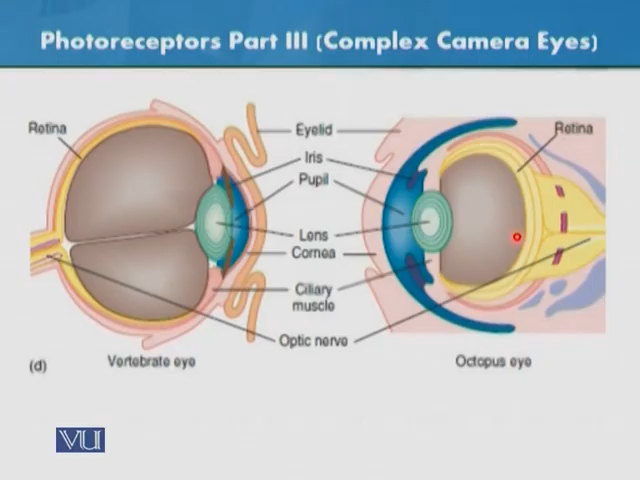 Photoreceptors Part III (Complex Camera Eyes)
Retina
Eyelid
Retina
Iris
Pupil
Lens
Cornea
Ciliary
muscle
Optic nerve
(d)
Vertebrate eye
Octopus eye
VU